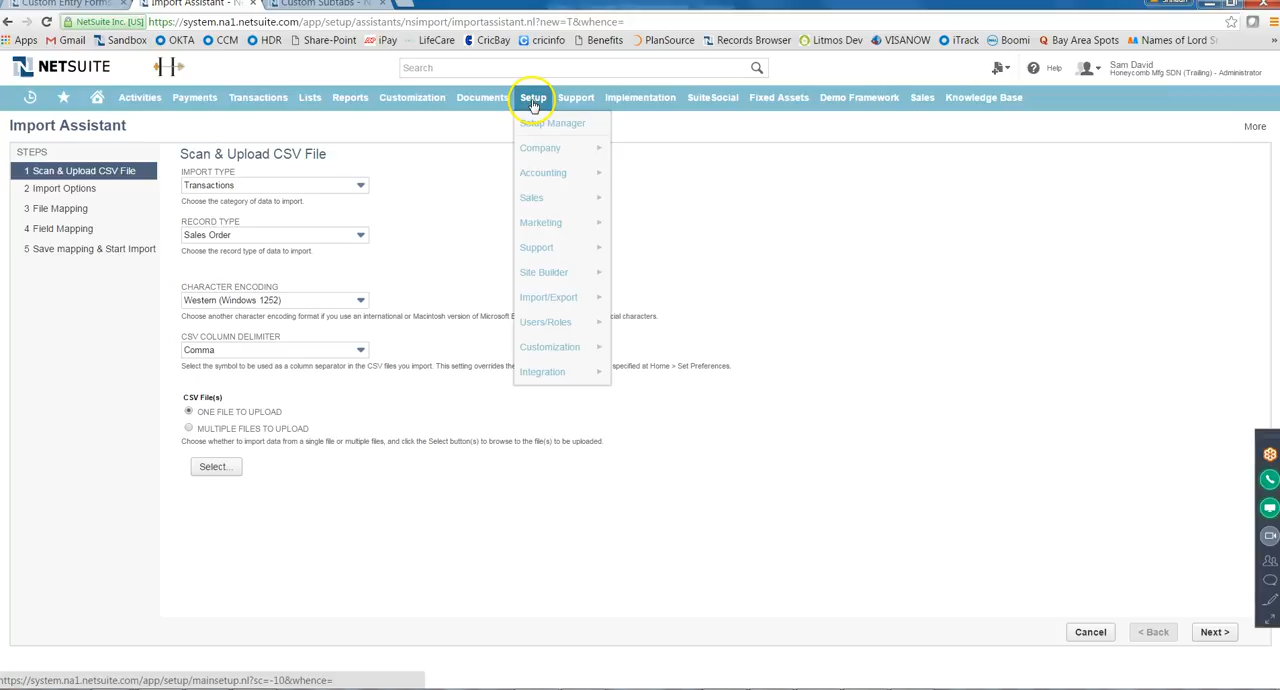 Custom Entry Forms
Import Assistant - N
Custom Subtabs - N
NetSuite Inc. [US] https://system.na1.netsuite.com/app/setup/assistants/nsimport/importassistant.nl?new=T&whence=
Apps Gmail Sandbox OKTA CCM HDR Share-Point iPay LifeCare CricBay cricinfo Benefits PlanSource Records Browser Litmos Dev VISANOW iTrack Boomi Bay Area Spots Names of Lord S »
NETSUITE
Search
Help
Sam David
Honeycomb Mfg SDN (Trailing) - Administrator
Activities Payments Transactions Lists Reports Customization Documents Setup Support Implementation SuiteSocial Fixed Assets Demo Framework Sales Knowledge Base
Import Assistant
More
STEPS
1 Scan & Upload CSV File
2 Import Options
3 File Mapping
4 Field Mapping
5 Save mapping & Start Import
Scan & Upload CSV File
IMPORT TYPE
Transactions
Choose the category of data to import.
RECORD TYPE
Sales Order
Choose the record type of data to import.
CHARACTER ENCODING
Western (Windows 1252)
Choose another character encoding format if you use an international or Macintosh version of Microsoft E
cial characters.
CSV COLUMN DELIMITER
Comma
Select the symbol to be used as a column separator in the CSV files you import. This setting overrides the
specified at Home > Set Preferences.
CSV File(s)
ONE FILE TO UPLOAD
MULTIPLE FILES TO UPLOAD
Choose whether to import data from a single file or multiple files, and click the Select button(s) to browse to the file(s) to be uploaded.
Select...
Setup Manager
Company
Accounting
Sales
Marketing
Support
Site Builder
Import/Export
Users/Roles
Customization
Integration
Cancel
< Back
Next >
https://system.na1.netsuite.com/app/setup/mainsetup.nl?sc=-10&whence=